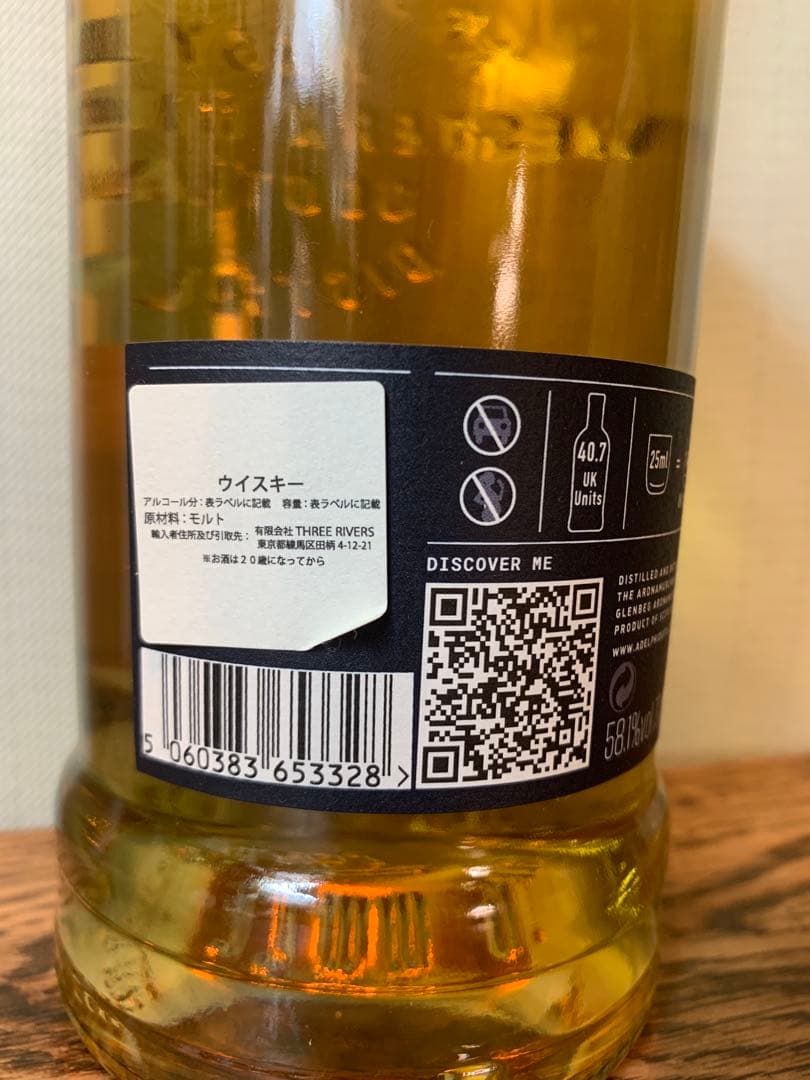 ウイスキー
アルコール分：表ラベルに記載　容量：表ラベルに記載
原材料：モルト
輸入者住所及び引取先： 有限会社 THREE RIVERS
東京都練馬区田柄 4-12-21
※お酒は２０歳になってから
5 060383 653328 >
40.7
UK
Units
25ml =
DISCOVER ME
DISTILLED AND
THE
GLENBEG
PRODUCT OF
58.1%vol